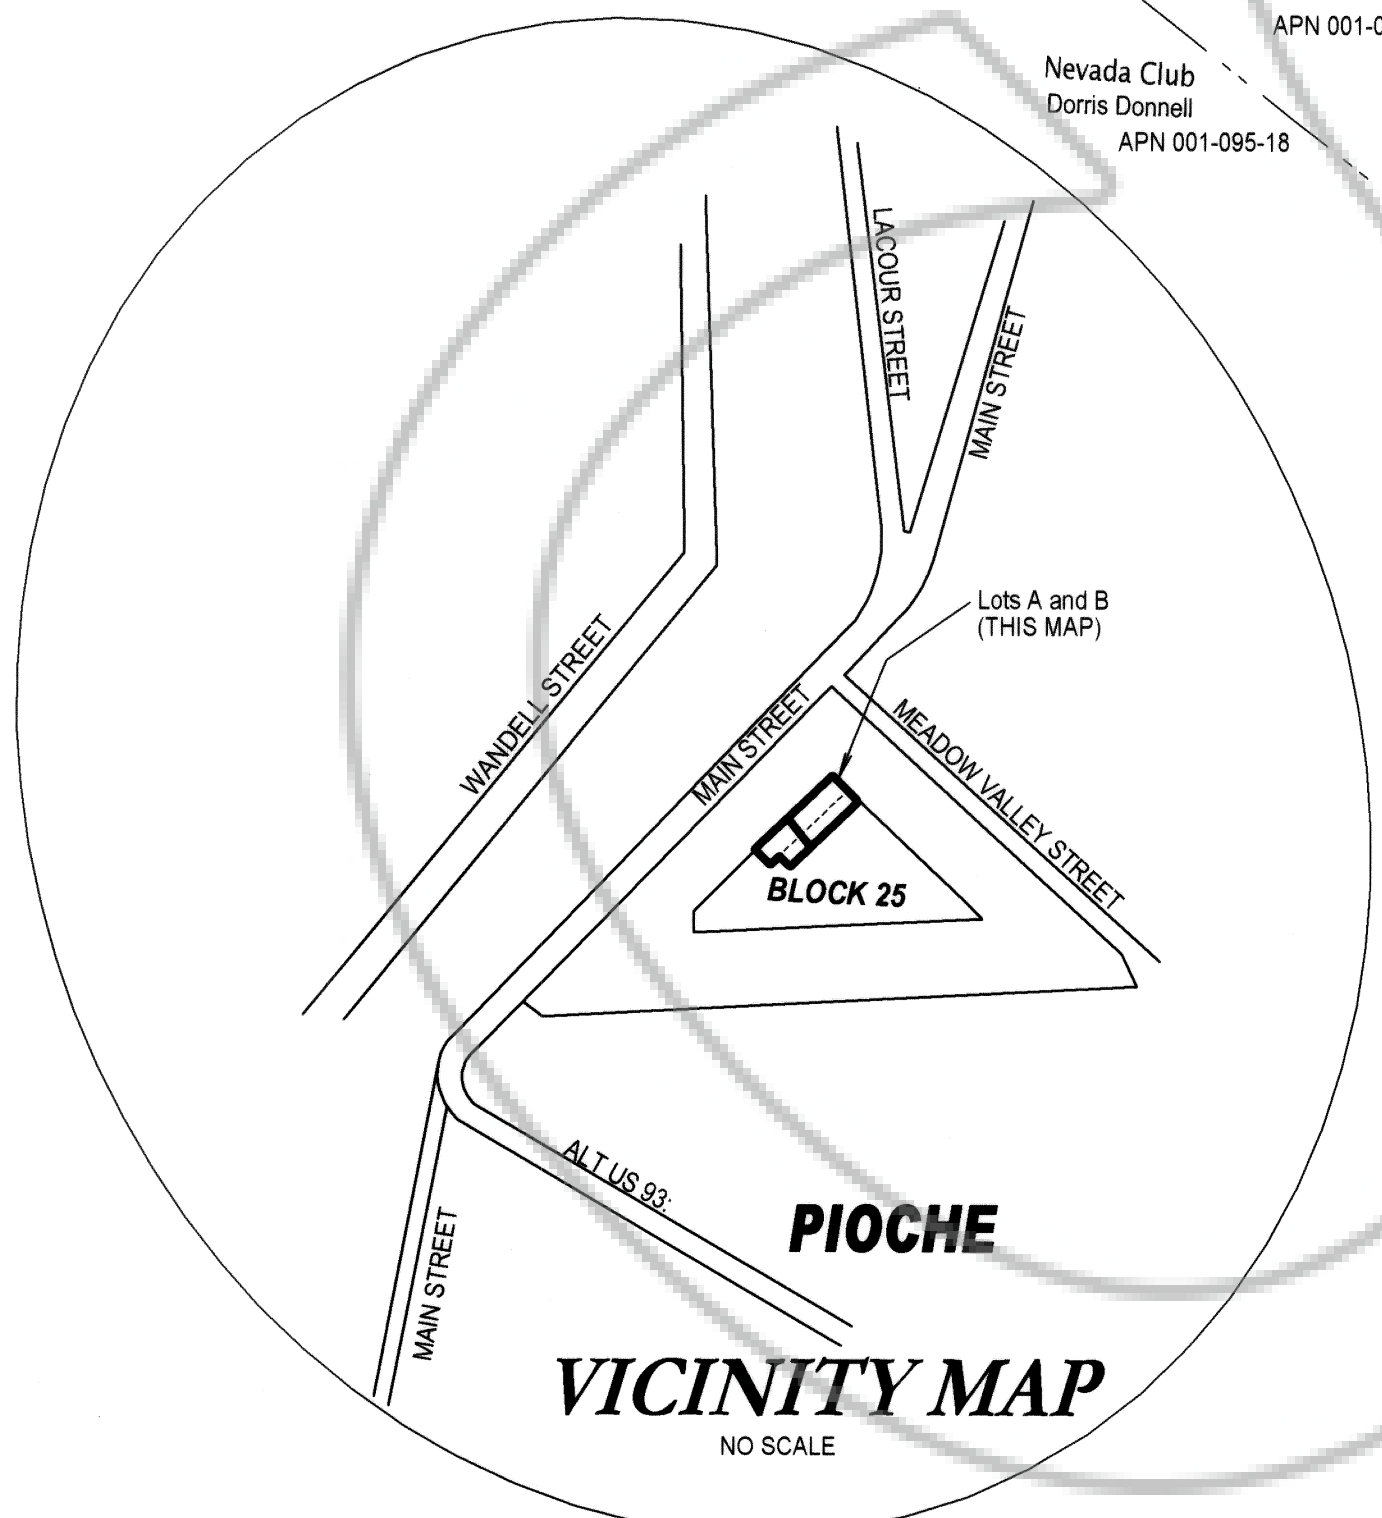 APN 001-0
Nevada Club
Dorris Donnell
APN 001-095-18
LACOUR STREET
MAIN STREET
Lots A and B
(THIS MAP)
WANDELL STREET
MAIN STREET
MEADOW VALLEY STREET
BLOCK 25
ALT US 93:
PIOCHE
MAIN STREET
VICINITY MAP
NO SCALE